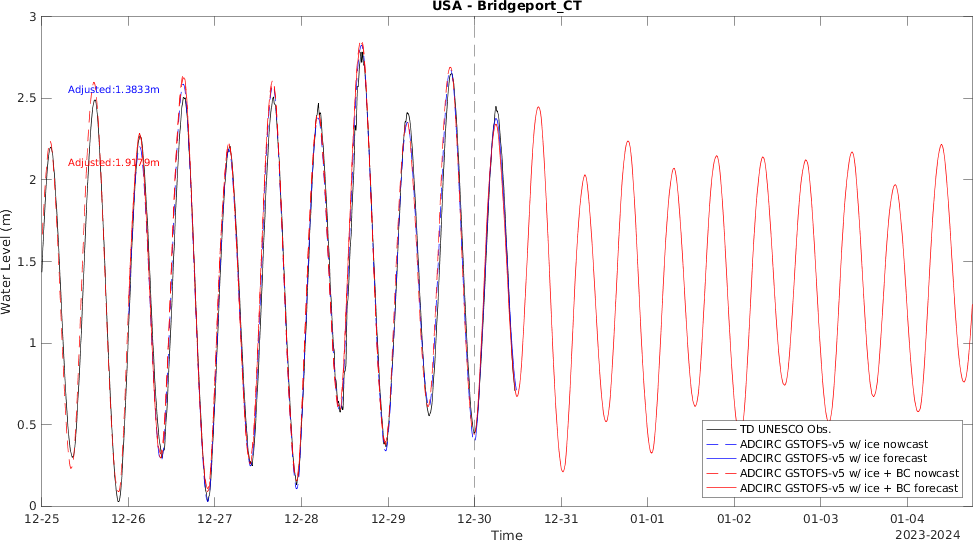 USA - Bridgeport_CT
3
2.5
2
1.5
1
0.5
0
Water Level (m)
Adjusted:1.3833m
Adjusted:1.9179m
TD UNESCO Obs.
ADCIRC GSTOFS-v5 w/ ice nowcast
ADCIRC GSTOFS-v5 w/ ice forecast
ADCIRC GSTOFS-v5 w/ ice + BC nowcast
ADCIRC GSTOFS-v5 w/ ice + BC forecast
12-25 12-26 12-27 12-28 12-29 12-30 12-31 01-01 01-02 01-03 01-04
Time
2023-2024